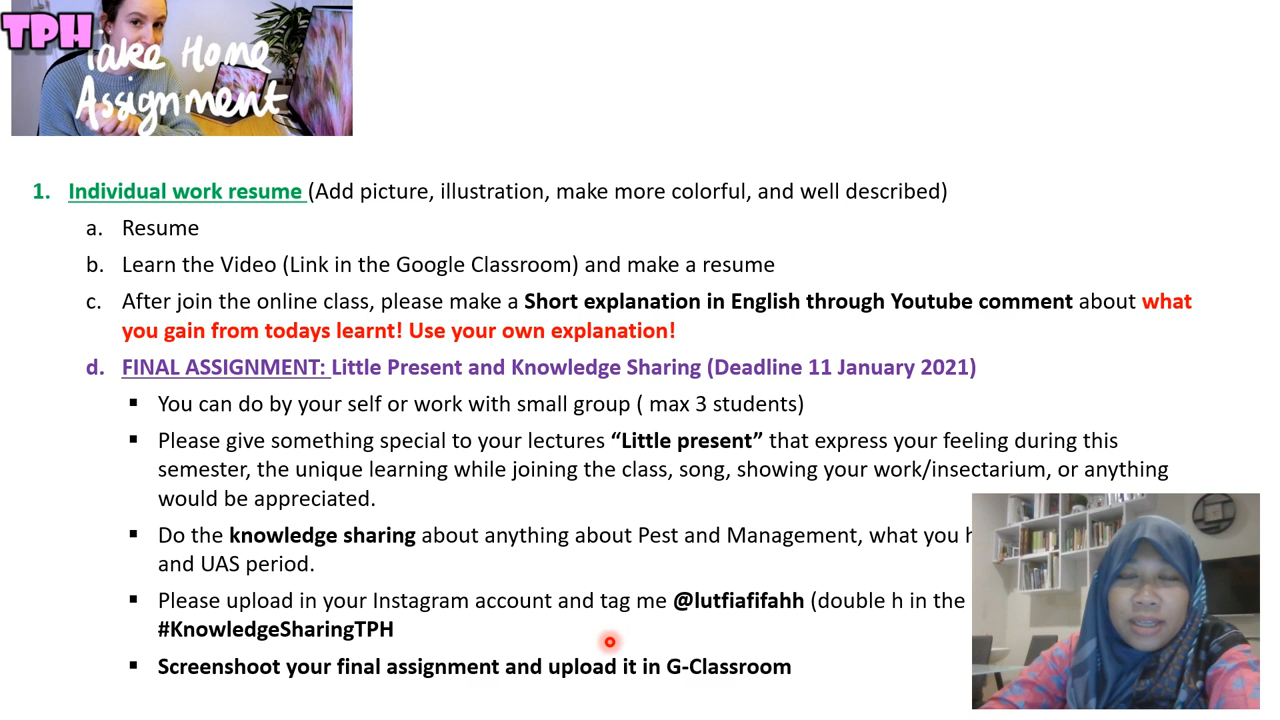 TPH
Take Home
Assignment
1. Individual work resume (Add picture, illustration, make more colorful, and well described)
a. Resume
b. Learn the Video (Link in the Google Classroom) and make a resume
c. After join the online class, please make a Short explanation in English through Youtube comment about what
you gain from todays learnt! Use your own explanation!
d. FINAL ASSIGNMENT: Little Present and Knowledge Sharing (Deadline 11 January 2021)
▪ You can do by your self or work with small group ( max 3 students)
▪ Please give something special to your lectures “Little present” that express your feeling during this
semester, the unique learning while joining the class, song, showing your work/insectarium, or anything
would be appreciated.
▪ Do the knowledge sharing about anything about Pest and Management, what you
and UAS period.
▪ Please upload in your Instagram account and tag me @lutfiafifahh (double h in the
#KnowledgeSharingTPH
▪ Screenshoot your final assignment and upload it in G-Classroom